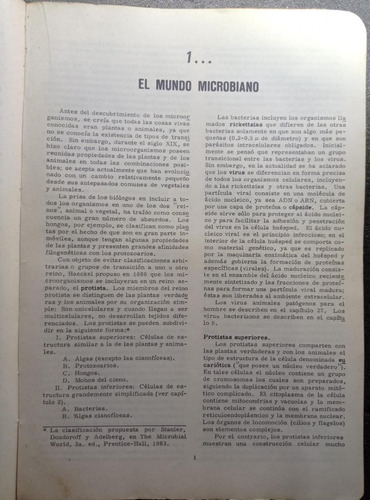 1...
EL MUNDO MICROBIANO
Antes del descubrimiento de los microor
ganismos, se creía que todas las cosas vivas
conocidas eran plantas o animales, ya que
no se conocía la existencia de tipos de transi
ción. Sin embargo, durante el siglo XIX, se
hizo claro que los microorganismos poseen
reunidas propiedades de las plantas y de los
animales en todas las combinaciones posi-
bles; se acepta actualmente que han evolucio
nado con un cambio relativamente pequeño
desde sus antepasados comunes de vegetales
y animales.
La prisa de los biólogos en incluir a to-
dos los organismos en uno de los dos "rei-
nos", animal o vegetal, ha traído como conse
cuencia un gran número de absurdos. Los
hongos, por ejemplo, se clasifican como plan
tas por el hecho de que son en gran parte in-
móviles, aunque tengan algunas propiedades
de las plantas y presenten grandes afinidades
filogenéticas con los protozoarios.
Con objeto de evitar clasificaciones arbi-
trarias o grupos de transición a uno u otro
reino, Haeckel propuso en 1866 que los mi-
croorganismos se incluyeran en un reino sepa-
rado, el protista. Los miembros del reino
protista se distinguen de las plantas verdade
ras y los animales por su organización sim-
ple: Son unicelulares y cuando llegan a ser
multicelulares, no desarrollan tejidos dife-
renciados. Los protistas se pueden subdivi-
dir en la siguiente forma:*
I. Protistas superiores: Células de es-
tructura similar a la de las plantas y anima-
les.
A. Algas (excepto las cianofíceas).
B. Protozoarios.
C. Hongos.
D. Mohos del cieno.
II. Protistas inferiores: Células de es-
tructura grandemente simplificada (ver capí-
tulo 2).
A. Bacterias.
B. Algas cianofíceas.
* La clasificación propuesta por Stanier,
Doudoroff y Adelberg, en The Microbial
World, 2a. ed., Prentice-Hall, 1963.
Las bacterias incluyen los organismos lla
mados rickettsias que difieren de las otras
bacterias solamente en que son algo más pe-
queñas (0.2-0.5 µ de diámetro) y en que son
parásitos intracelulares obligados. Inicial-
mente se pensó que representaban un grupo
transicional entre las bacterias y los virus.
Sin embargo, en la actualidad se ha aclarado
que los virus se diferencian en forma precisa
de todos los organismos celulares, incluyen-
do a las rickettsias y otras bacterias. Una
partícula viral consiste en una molécula de
ácido nucleico, ya sea ADN o ARN, cubierta
por una capa de proteína o cápside. La cáp-
side sirve sólo para proteger al ácido nuclei-
co y para facilitar la adhesión y penetración
del virus en la célula huésped. El ácido nu-
cleico viral es el principio infeccioso; en el
interior de la célula huésped se comporta co-
mo material genético, ya que es replicado
por la maquinaria enzimática del huésped y
además gobierna la formación de proteínas
específicas (virales). La maduración consis-
te en el ensamble del ácido nucleico recien-
temente sintetizado y las fracciones de proteí-
nas para formar una partícula viral madura;
éstas son liberadas al ambiente extracelular.
Los virus animales patógenos para el
hombre se describen en el capítulo 27. Los
virus bacterianos se describen en el capítu
lo 9.
Protistas superiores.
Los protistas superiores comparten con
las plantas verdaderas y con los animales el
tipo de estructura de la célula denominada eu
cariótica ("que posee un núcleo verdadero").
En tales células el núcleo contiene un grupo
de cromosomas los cuales son preparados,
siguiendo la duplicación por un aparato mitó-
tico complicado. El citoplasma de la célula
contiene mitocondrias y vacuolas y la mem-
brana celular es continua con el ramificado
retículo endoplásmico y la membrana nuclear.
Los órganos de locomoción (cilios y flagelos)
son elementos complejos.
Por el contrario, los protistas inferiores
muestran una construcción celular mucho
1